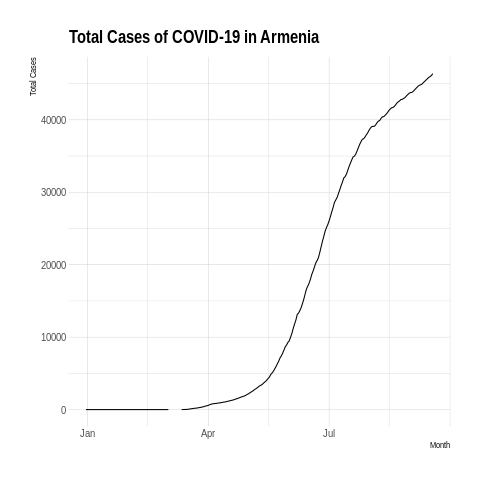 Total Cases of COVID-19 in Armenia
Total Cases
40000
30000
20000
10000
0
Jan Apr Jul
Month